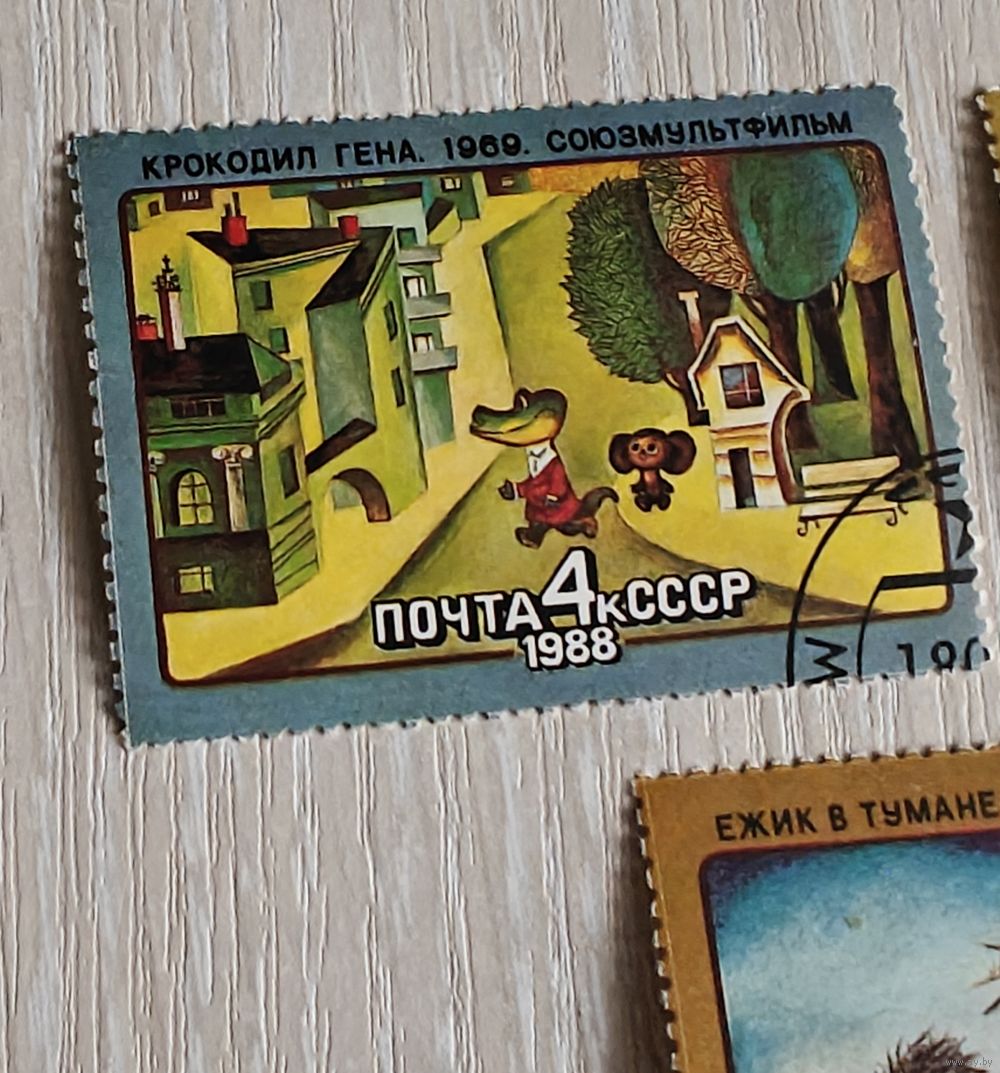 КРОКОДИЛ ГЕНА. 1969. СОЮЗМУЛЬТФИЛЬМ
ПОЧТА 4к СССР
1988
ЕЖИК В ТУМАНЕ